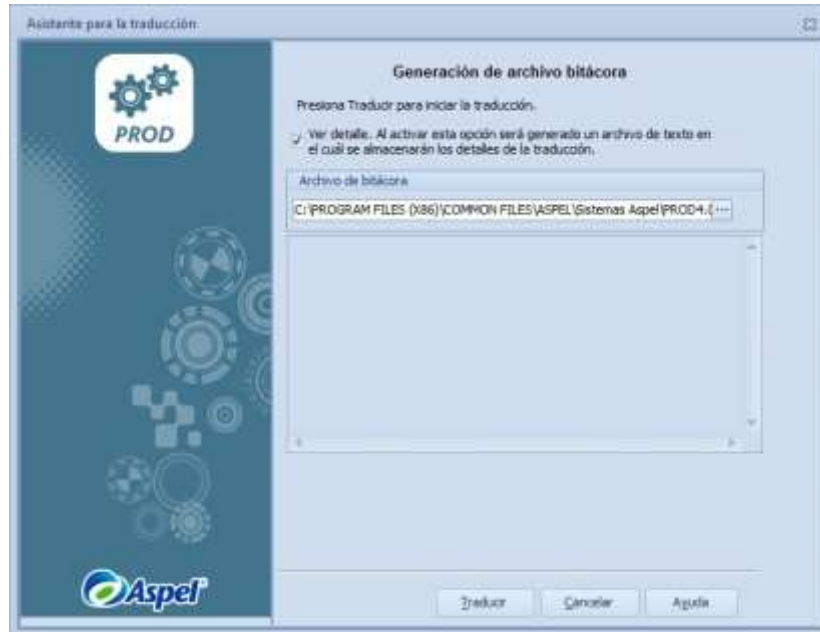 Asistente para la traducción
PROD
Generación de archivo bitácora
Presiona Traducir para iniciar la traducción.
Ver detalle. Al activar esta opción será generado un archivo de texto en
el cuál se almacenarán los detalles de la traducción.
Archivo de bitácora
C:\PROGRAM FILES (X86)\COMMON FILES\ASPEL\Sistemas Aspel\PROD4.( ...
Aspel
Traducir
Cancelar
Ayuda